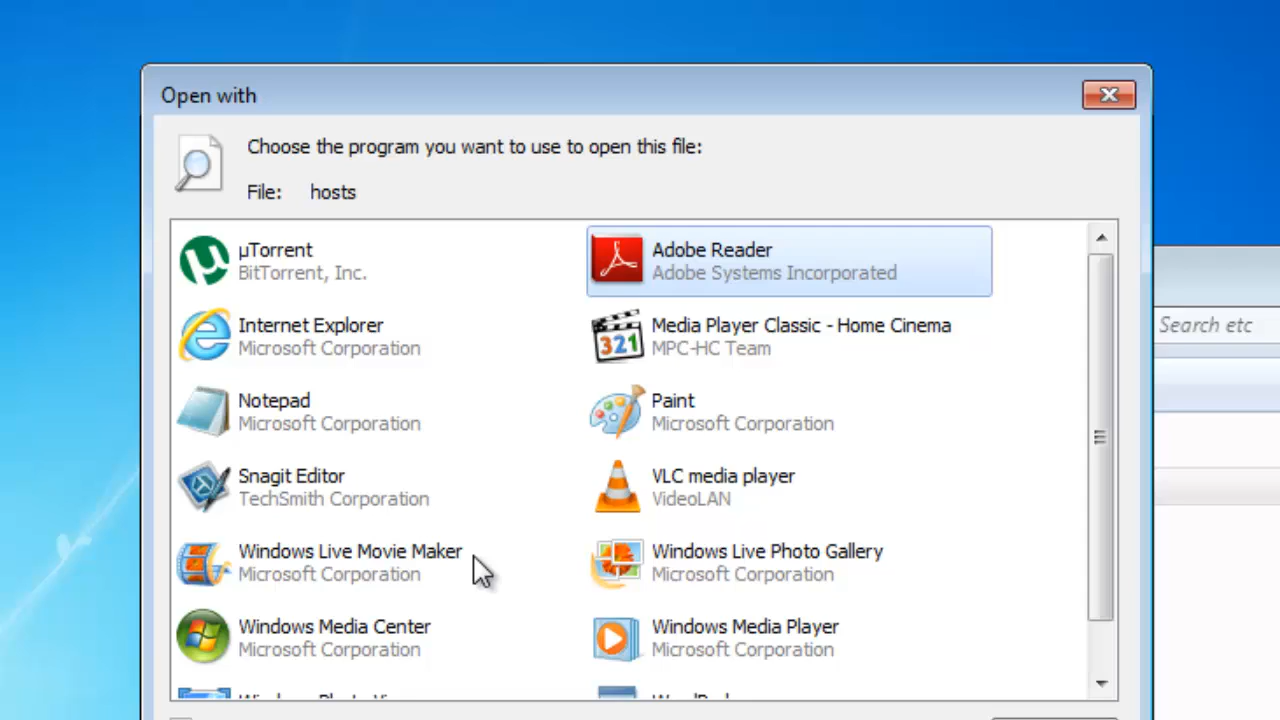 Open with
Choose the program you want to use to open this file:
File: hosts
µTorrent
BitTorrent, Inc.
Adobe Reader
Adobe Systems Incorporated
Internet Explorer
Microsoft Corporation
Media Player Classic - Home Cinema
MPC-HC Team
321
Notepad
Microsoft Corporation
Paint
Microsoft Corporation
Snagit Editor
TechSmith Corporation
VLC media player
VideoLAN
Windows Live Movie Maker
Microsoft Corporation
Windows Live Photo Gallery
Microsoft Corporation
Windows Media Center
Microsoft Corporation
Windows Media Player
Microsoft Corporation
Search etc